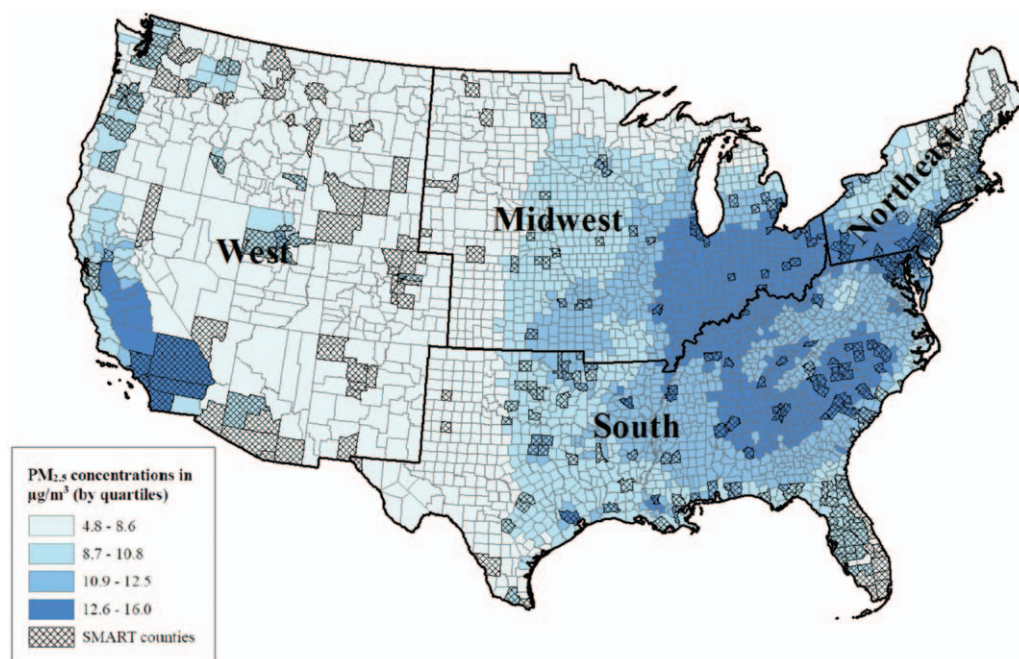 Northeast
Midwest
West
South
PM₂.₅ concentrations in
µg/m³ (by quartiles)
4.8 - 8.6
8.7 - 10.8
10.9 - 12.5
12.6 - 16.0
SMART counties